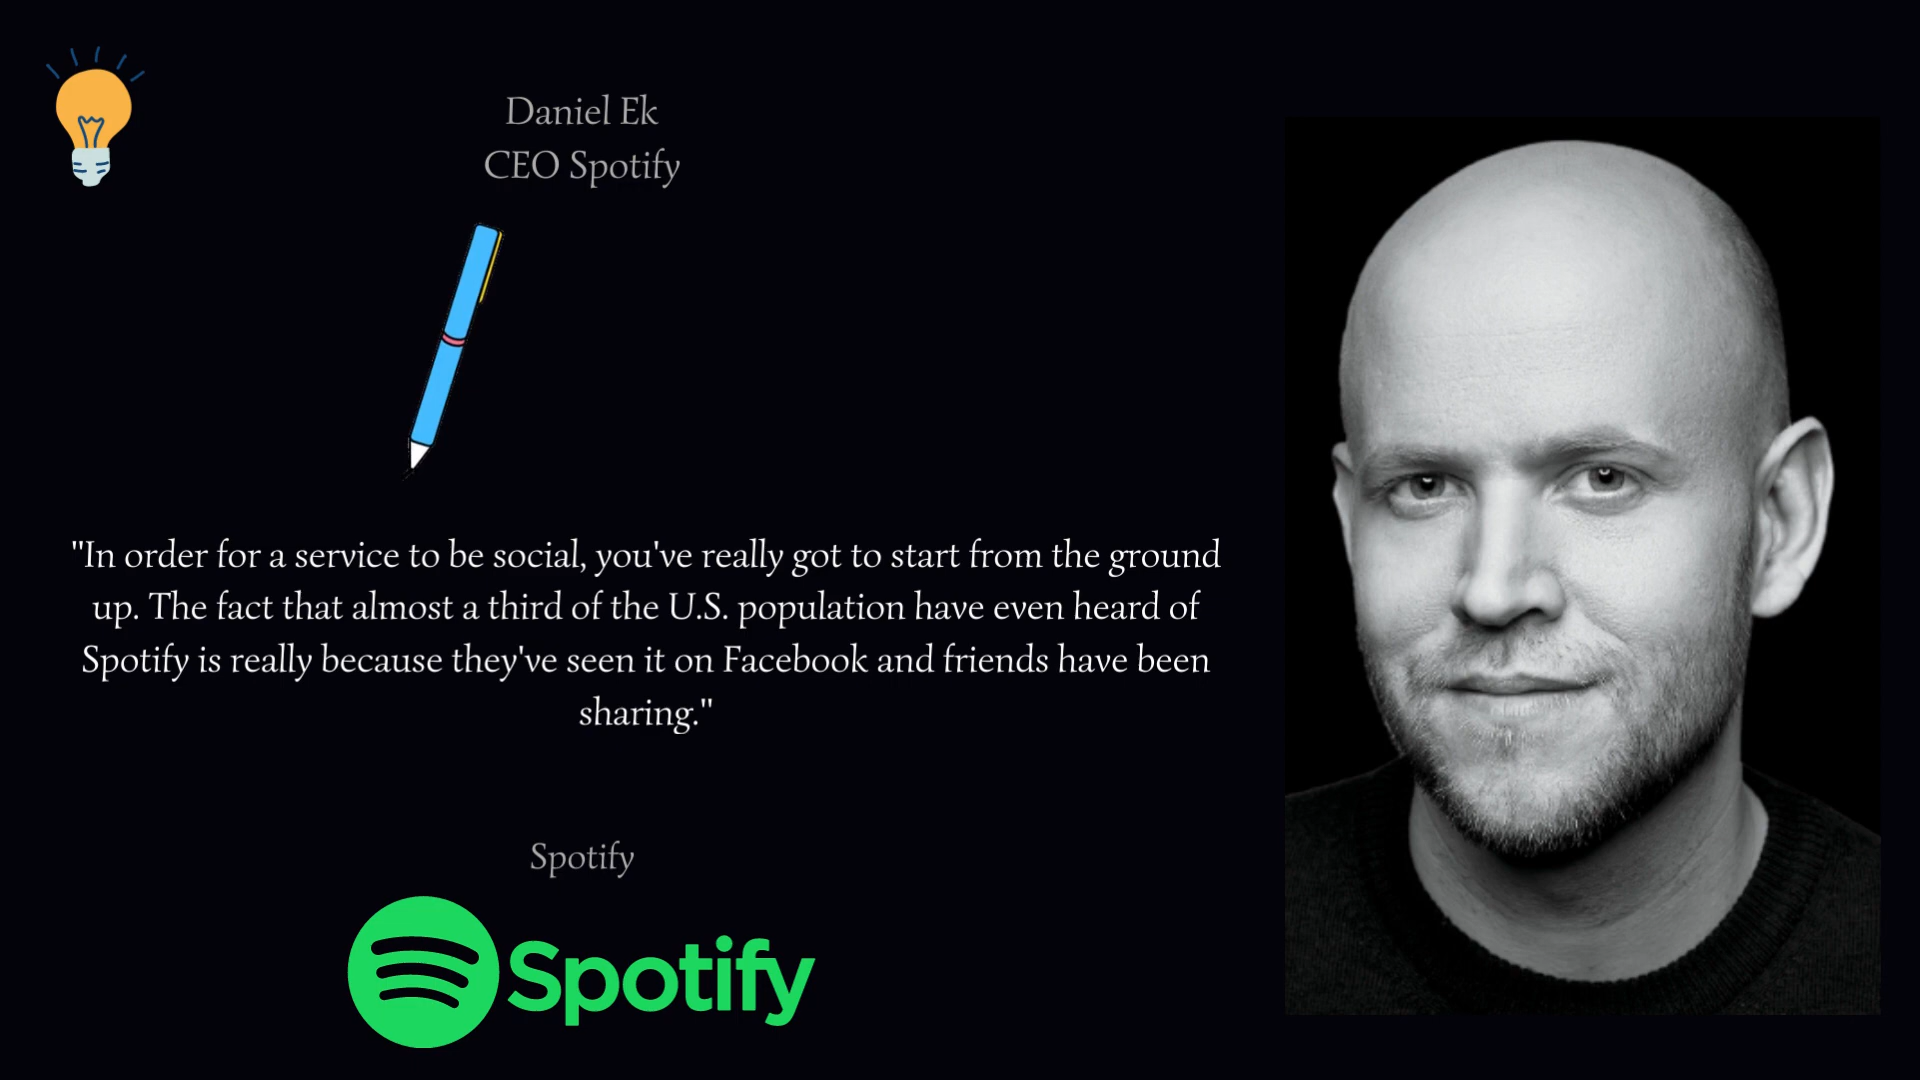 Daniel Ek
CEO Spotify
"In order for a service to be social, you've really got to start from the ground
up. The fact that almost a third of the U.S. population have even heard of
Spotify is really because they've seen it on Facebook and friends have been
sharing."
Spotify
Spotify